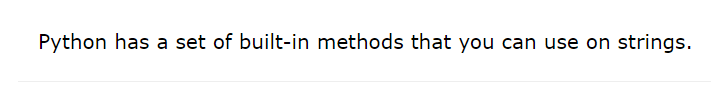 Python has a set of built-in methods that you can use on strings.